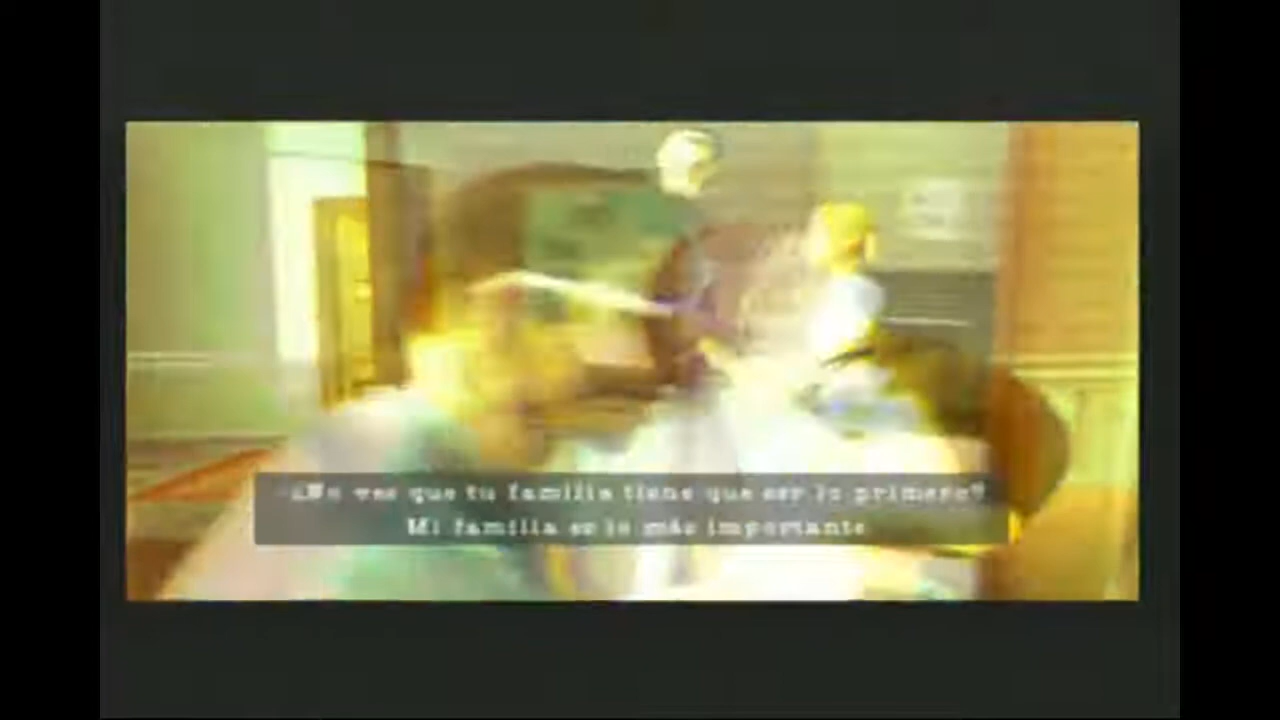 -¿No ves que tu familia tiene que ser lo primero?
Mi familia es lo más importante